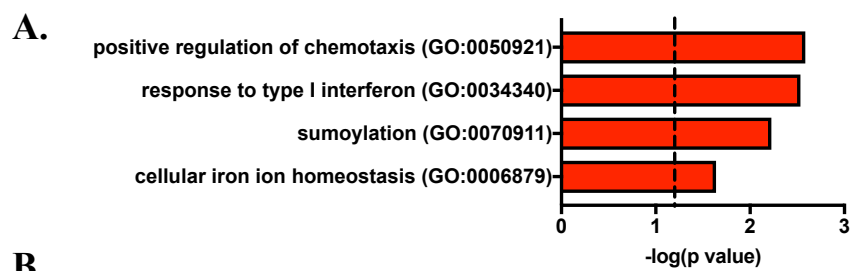 A.
positive regulation of chemotaxis (GO:0050921)
response to type I interferon (GO:0034340)
sumoylation (GO:0070911)
cellular iron ion homeostasis (GO:0006879)
0 1 2 3
-log(p value)
B